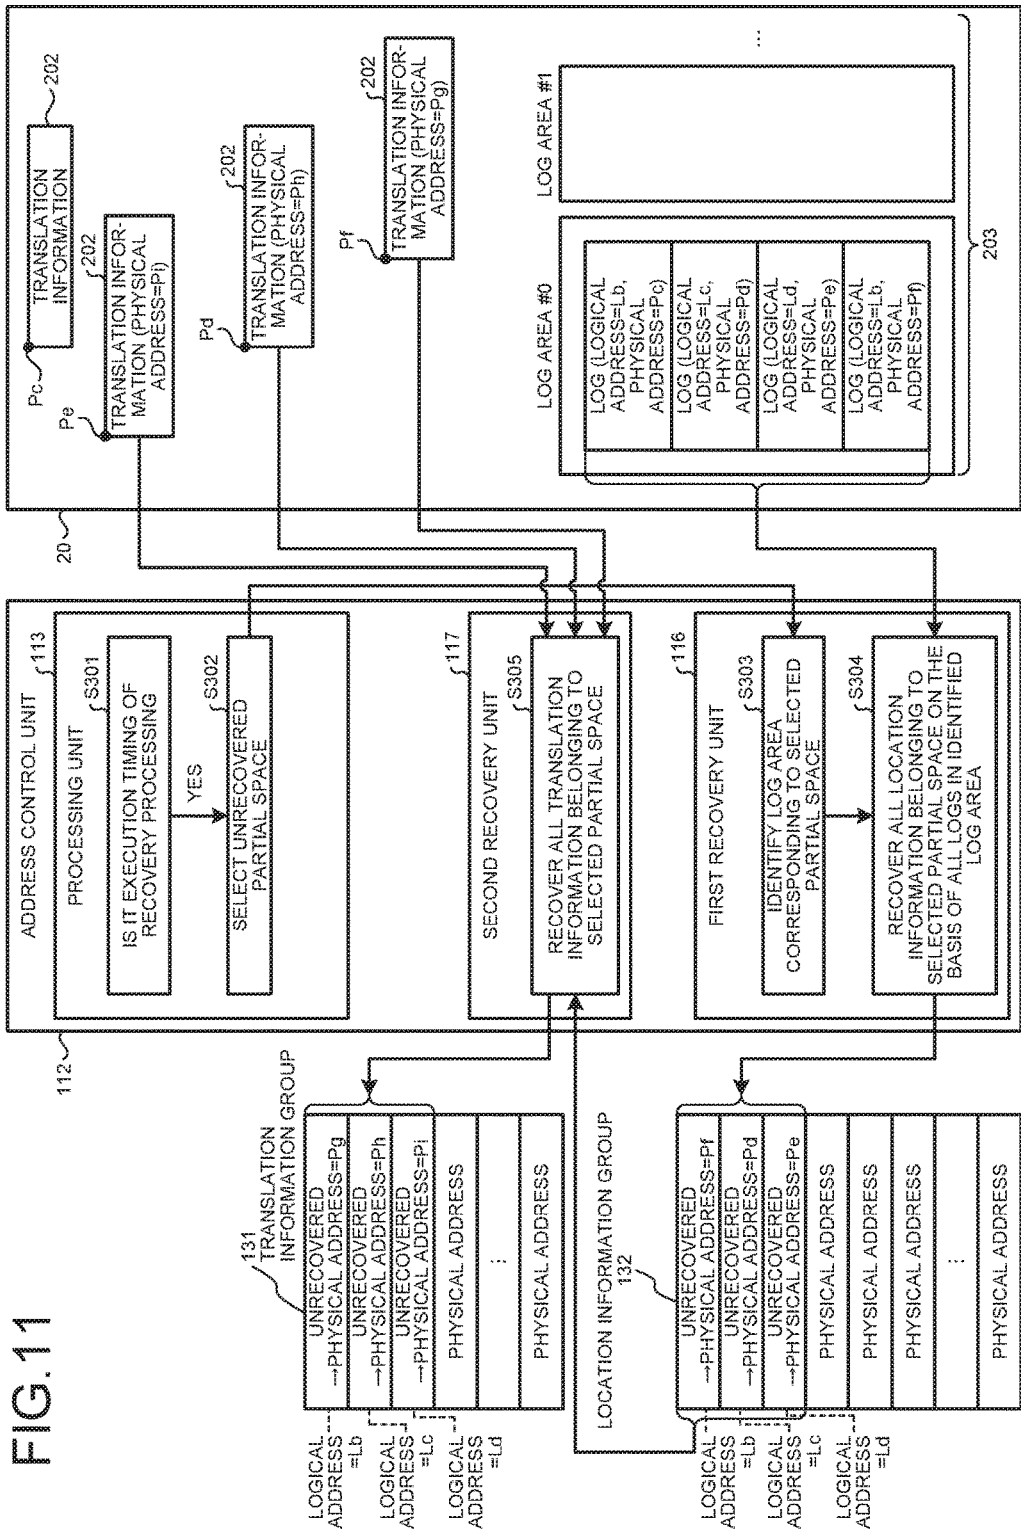 FIG.11
131
TRANSLATION
INFORMATION GROUP
LOGICAL
ADDRESS
=Lb
LOGICAL
ADDRESS
=Lc
LOGICAL
ADDRESS
=Ld
UNRECOVERED
→PHYSICAL ADDRESS=Pg
UNRECOVERED
→PHYSICAL ADDRESS=Ph
UNRECOVERED
→PHYSICAL ADDRESS=Pi
PHYSICAL ADDRESS
...
PHYSICAL ADDRESS
LOCATION INFORMATION GROUP
132
LOGICAL
ADDRESS
=Lb
LOGICAL
ADDRESS
=Lc
LOGICAL
ADDRESS
=Ld
UNRECOVERED
→PHYSICAL ADDRESS=Pf
UNRECOVERED
→PHYSICAL ADDRESS=Pd
UNRECOVERED
→PHYSICAL ADDRESS=Pe
PHYSICAL ADDRESS
PHYSICAL ADDRESS
PHYSICAL ADDRESS
...
PHYSICAL ADDRESS
112
ADDRESS CONTROL UNIT
113
PROCESSING UNIT
S301
IS IT EXECUTION TIMING OF
RECOVERY PROCESSING
YES
S302
SELECT UNRECOVERED
PARTIAL SPACE
117
SECOND RECOVERY UNIT
S305
RECOVER ALL TRANSLATION
INFORMATION BELONGING TO
SELECTED PARTIAL SPACE
116
FIRST RECOVERY UNIT
S303
IDENTIFY LOG AREA
CORRESPONDING TO SELECTED
PARTIAL SPACE
S304
RECOVER ALL LOCATION
INFORMATION BELONGING TO
SELECTED PARTIAL SPACE ON THE
BASIS OF ALL LOGS IN IDENTIFIED
LOG AREA
20
Pc
202
TRANSLATION
INFORMATION
Pe
202
TRANSLATION INFOR-
MATION (PHYSICAL
ADDRESS=Pi)
Pd
202
TRANSLATION INFOR-
MATION (PHYSICAL
ADDRESS=Ph)
Pf
202
TRANSLATION INFOR-
MATION (PHYSICAL
ADDRESS=Pg)
LOG AREA #0
LOG (LOGICAL
ADDRESS=Lb,
PHYSICAL
ADDRESS=Pc)
LOG (LOGICAL
ADDRESS=Lc,
PHYSICAL
ADDRESS=Pd)
LOG (LOGICAL
ADDRESS=Ld,
PHYSICAL
ADDRESS=Pe)
LOG (LOGICAL
ADDRESS=Lb,
PHYSICAL
ADDRESS=Pf)
LOG AREA #1
...
203